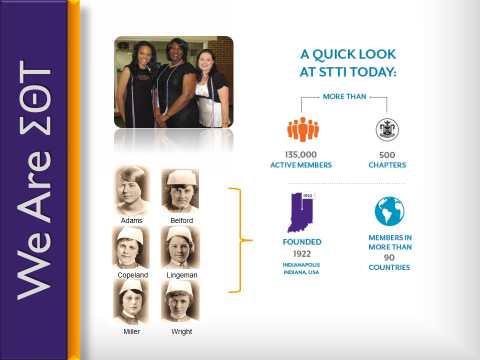 We Are ΣΘΤ
A QUICK LOOK
AT STTI TODAY:
MORE THAN
135,000
ACTIVE MEMBERS
500
CHAPTERS
Adams
Belford
Copeland
Lingeman
Miller
Wright
1922
FOUNDED
1922
INDIANAPOLIS
INDIANA, USA
MEMBERS IN
MORE THAN
90
COUNTRIES